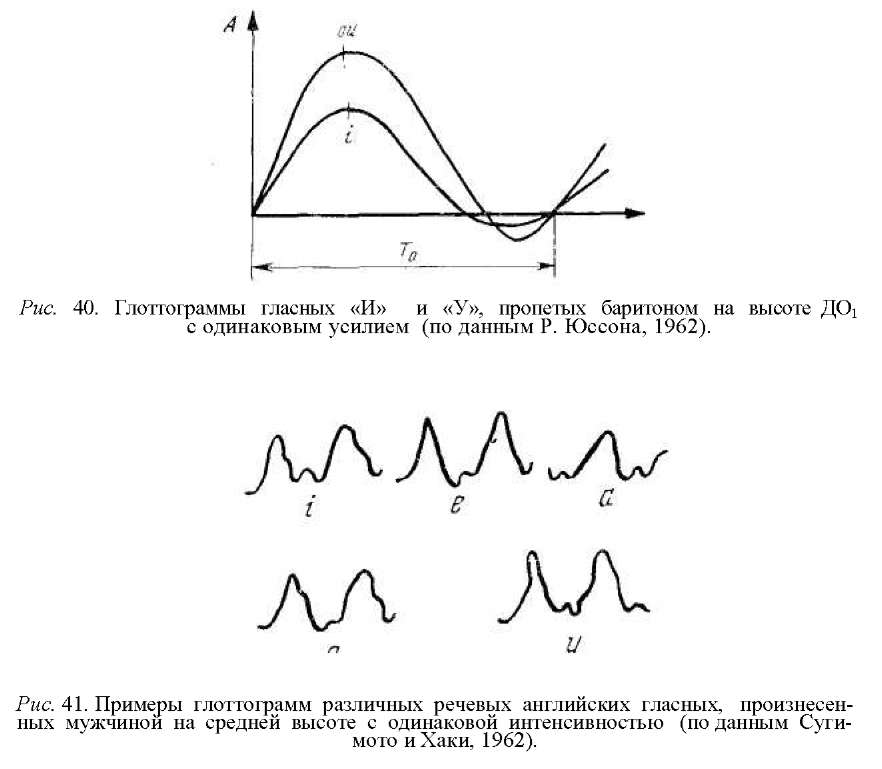 A
ou
i
T₀
Рис. 40. Глоттограммы гласных «И» и «У», пропетых баритоном на высоте ДО₁
с одинаковым усилием (по данным Р. Юссона, 1962).
i
e
a
u
Рис. 41. Примеры глоттограмм различных речевых английских гласных, произнесен-
ных мужчиной на средней высоте с одинаковой интенсивностью (по данным Суги-
мото и Хаки, 1962).